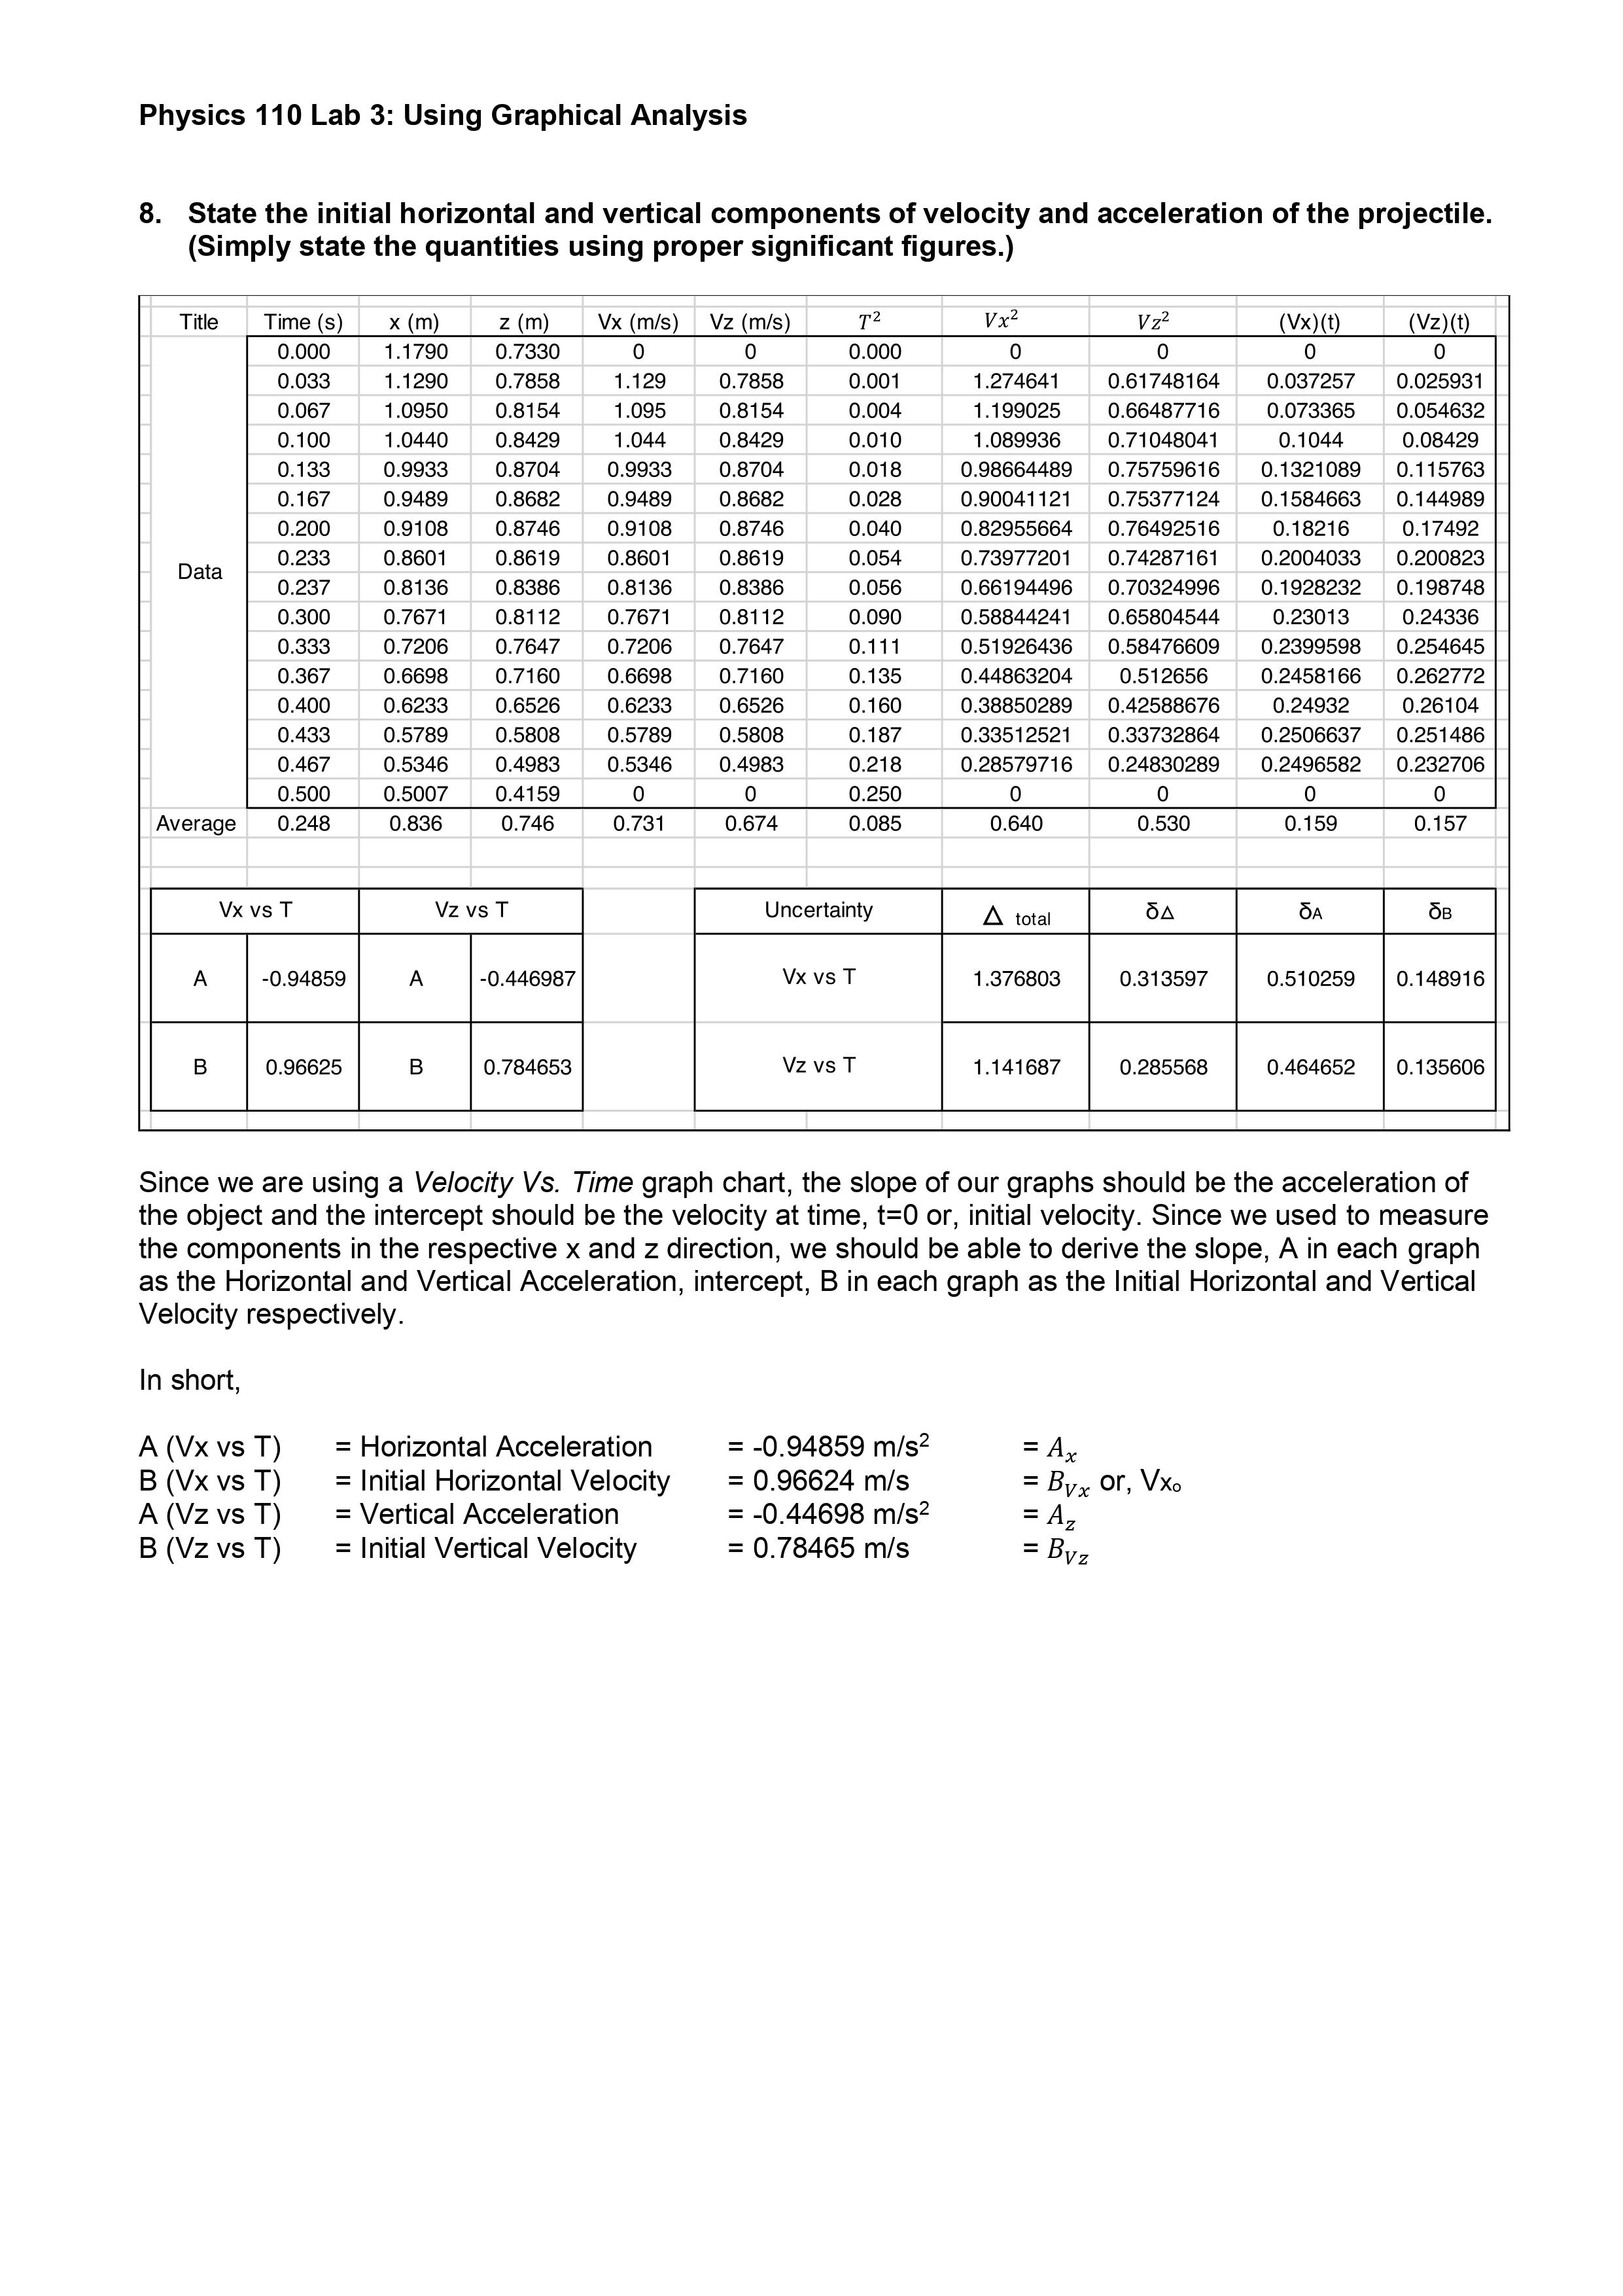 Physics 110 Lab 3: Using Graphical Analysis
8. State the initial horizontal and vertical components of velocity and acceleration of the projectile.
(Simply state the quantities using proper significant figures.)
Title Time (s) x (m) z (m) Vx (m/s) Vz (m/s) T² Vx² Vz² (Vx)(t) (Vz)(t)
0.000 1.1790 0.7330 0 0 0.000 0 0 0 0
0.033 1.1290 0.7858 1.129 0.7858 0.001 1.274641 0.61748164 0.037257 0.025931
0.067 1.0950 0.8154 1.095 0.8154 0.004 1.199025 0.66487716 0.073365 0.054632
0.100 1.0440 0.8429 1.044 0.8429 0.010 1.089936 0.71048041 0.1044 0.08429
0.133 0.9933 0.8704 0.9933 0.8704 0.018 0.98664489 0.75759616 0.1321089 0.115763
0.167 0.9489 0.8682 0.9489 0.8682 0.028 0.90041121 0.75377124 0.1584663 0.144989
0.200 0.9108 0.8746 0.9108 0.8746 0.040 0.82955664 0.76492516 0.18216 0.17492
0.233 0.8601 0.8619 0.8601 0.8619 0.054 0.73977201 0.74287161 0.2004033 0.200823
Data
0.237 0.8136 0.8386 0.8136 0.8386 0.056 0.66194496 0.70324996 0.1928232 0.198748
0.300 0.7671 0.8112 0.7671 0.8112 0.090 0.58844241 0.65804544 0.23013 0.24336
0.333 0.7206 0.7647 0.7206 0.7647 0.111 0.51926436 0.58476609 0.2399598 0.254645
0.367 0.6698 0.7160 0.6698 0.7160 0.135 0.44863204 0.512656 0.2458166 0.262772
0.400 0.6233 0.6526 0.6233 0.6526 0.160 0.38850289 0.42588676 0.24932 0.26104
0.433 0.5789 0.5808 0.5789 0.5808 0.187 0.33512521 0.33732864 0.2506637 0.251486
0.467 0.5346 0.4983 0.5346 0.4983 0.218 0.28579716 0.24830289 0.2496582 0.232706
0.500 0.5007 0.4159 0 0 0.250 0 0 0 0
Average 0.248 0.836 0.746 0.731 0.674 0.085 0.640 0.530 0.159 0.157
Vx vs T Vz vs T Uncertainty Δ total δΔ δA δB
A -0.94859 A -0.446987 Vx vs T 1.376803 0.313597 0.510259 0.148916
B 0.96625 B 0.784653 Vz vs T 1.141687 0.285568 0.464652 0.135606
Since we are using a Velocity Vs. Time graph chart, the slope of our graphs should be the acceleration of
the object and the intercept should be the velocity at time, t=0 or, initial velocity. Since we used to measure
the components in the respective x and z direction, we should be able to derive the slope, A in each graph
as the Horizontal and Vertical Acceleration, intercept, B in each graph as the Initial Horizontal and Vertical
Velocity respectively.
In short,
A (Vx vs T) = Horizontal Acceleration = -0.94859 m/s² = Aₓ
B (Vx vs T) = Initial Horizontal Velocity = 0.96624 m/s = B_Vx or, Vx₀
A (Vz vs T) = Vertical Acceleration = -0.44698 m/s² = A_z
B (Vz vs T) = Initial Vertical Velocity = 0.78465 m/s = B_Vz